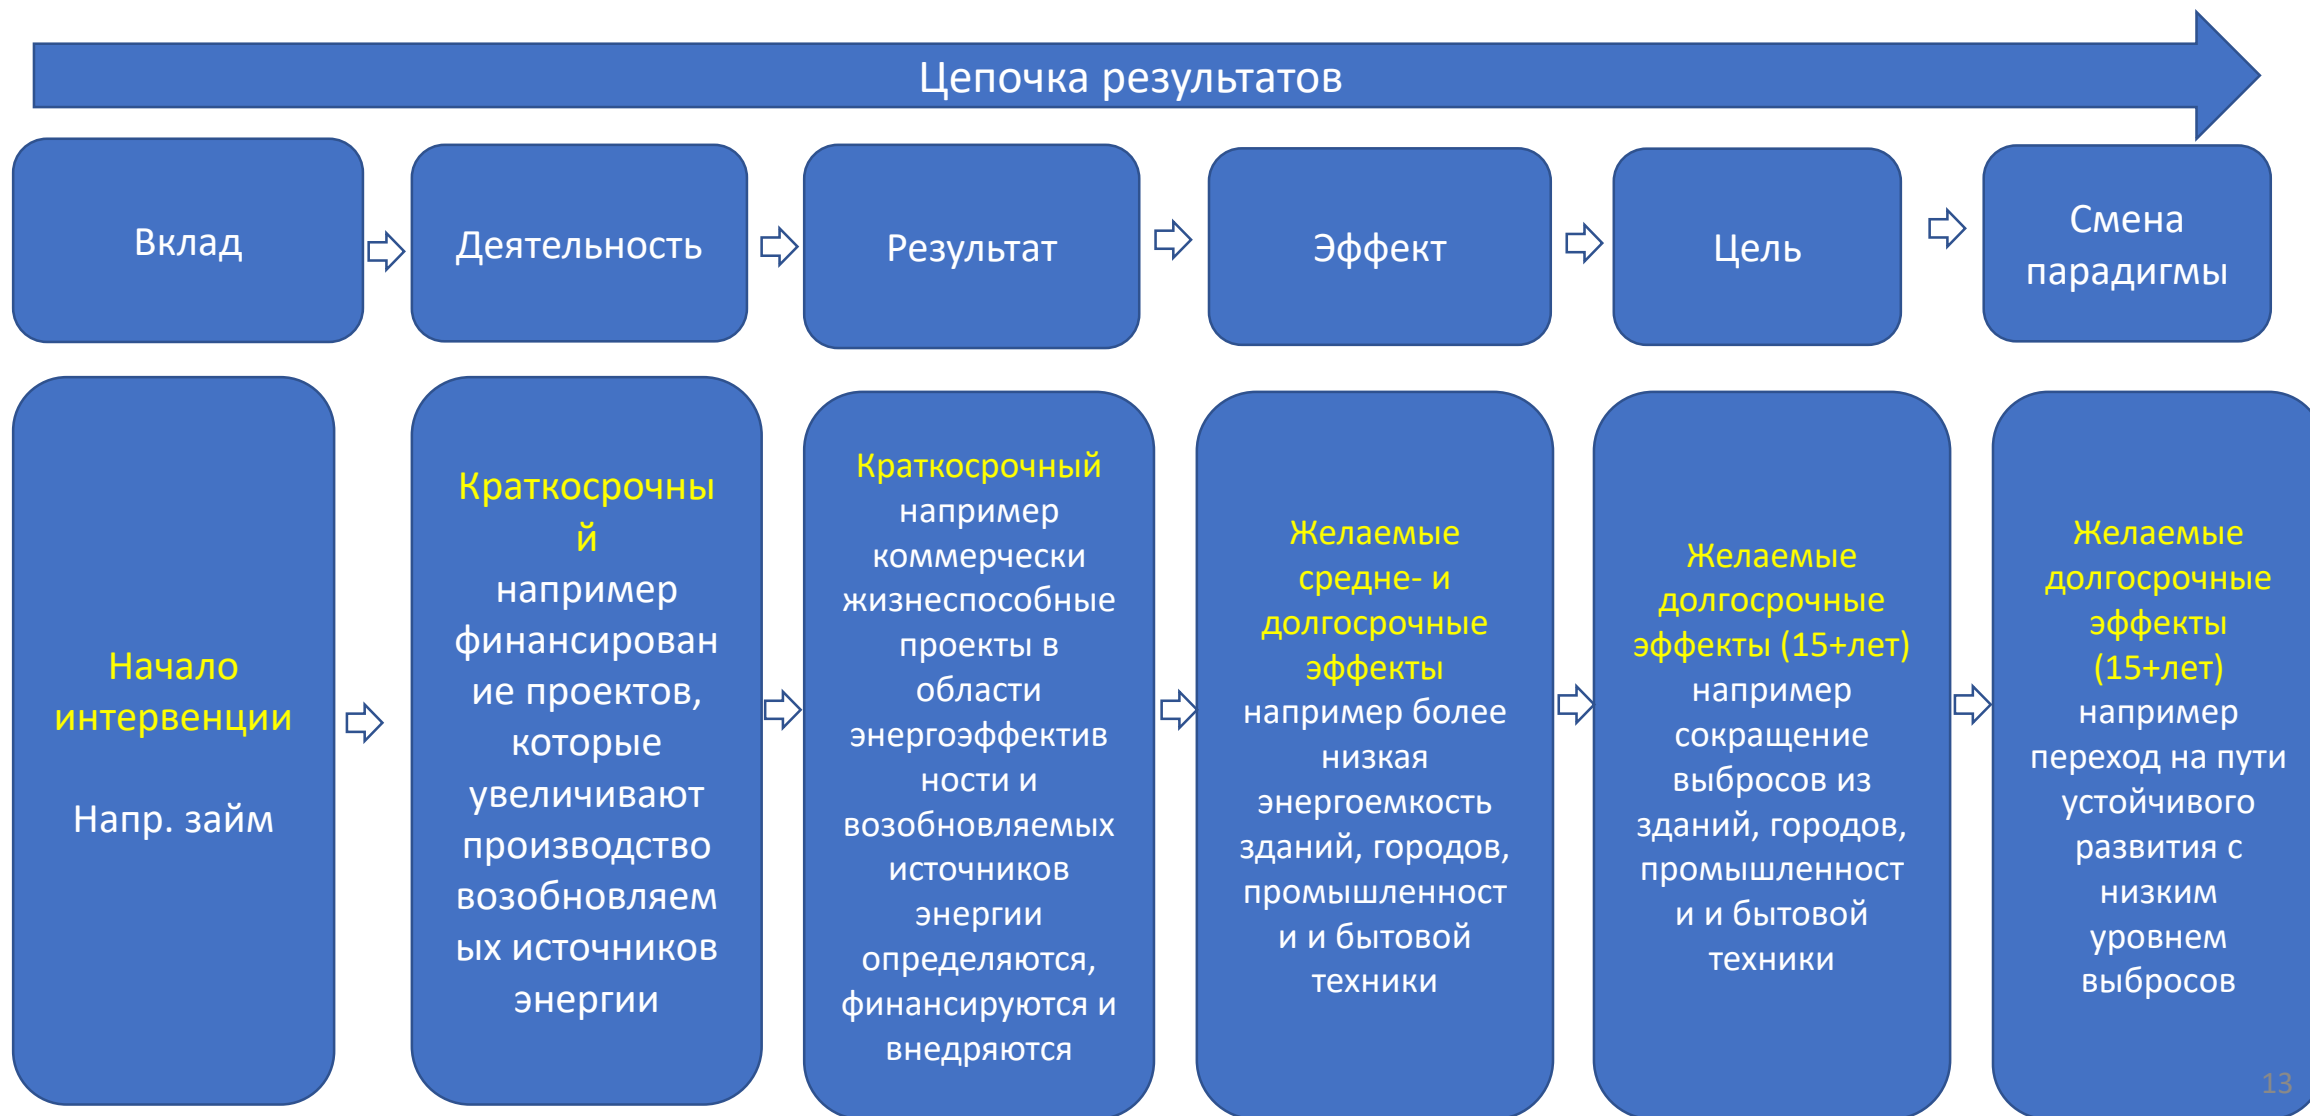 Цепочка результатов
Вклад
Деятельность
Результат
Эффект
Цель
Смена
парадигмы
Начало
интервенции
Напр. займ
Краткосрочны
й
например
финансирован
ие проектов,
которые
увеличивают
производство
возобновляем
ых источников
энергии
Краткосрочный
например
коммерчески
жизнеспособные
проекты в
области
энергоэффектив
ности и
возобновляемых
источников
энергии
определяются,
финансируются и
внедряются
Желаемые
средне- и
долгосрочные
эффекты
например более
низкая
энергоемкость
зданий, городов,
промышленност
и и бытовой
техники
Желаемые
долгосрочные
эффекты (15+лет)
например
сокращение
выбросов из
зданий, городов,
промышленност
и и бытовой
техники
Желаемые
долгосрочные
эффекты
(15+лет)
например
переход на пути
устойчивого
развития с
низким
уровнем
выбросов
13